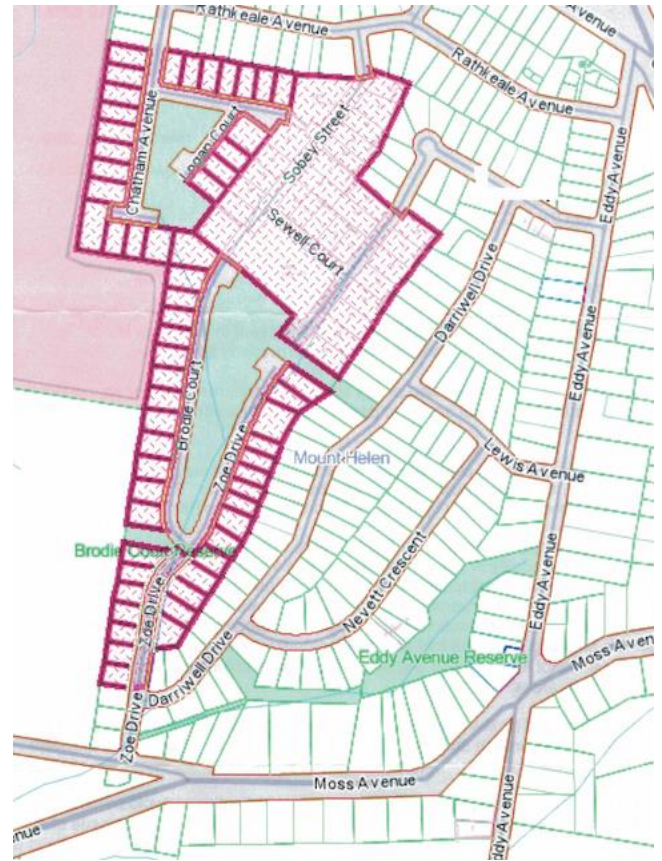 Rathkeale Avenue
Rathkeale Avenue
Chatham Avenue
Logan Court
Sobey Street
Sewell Court
Eddy Avenue
Darriwell Drive
Eddy Avenue
Brodie Court
Zoe Drive
Mount Helen
Lewis Avenue
Brodie Court Reserve
Nevett Crescent
Eddy Avenue
Zoe Drive
Eddy Avenue Reserve
Moss Avenue
Darriwell Drive
Zoe Drive
Moss Avenue
Eddy Avenue